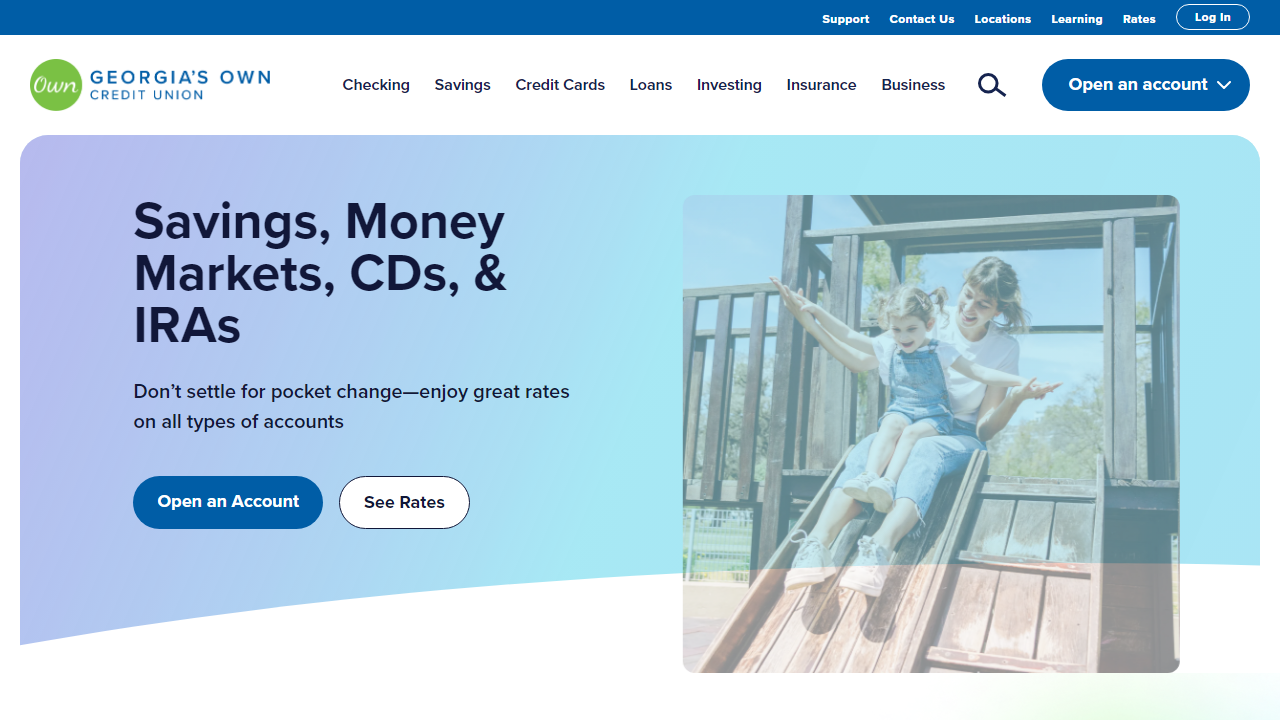 Support Contact Us Locations Learning Rates Log In
Own GEORGIA'S OWN
CREDIT UNION
Checking Savings Credit Cards Loans Investing Insurance Business
Open an account
Savings, Money
Markets, CDs, &
IRAs
Don’t settle for pocket change—enjoy great rates
on all types of accounts
Open an Account
See Rates